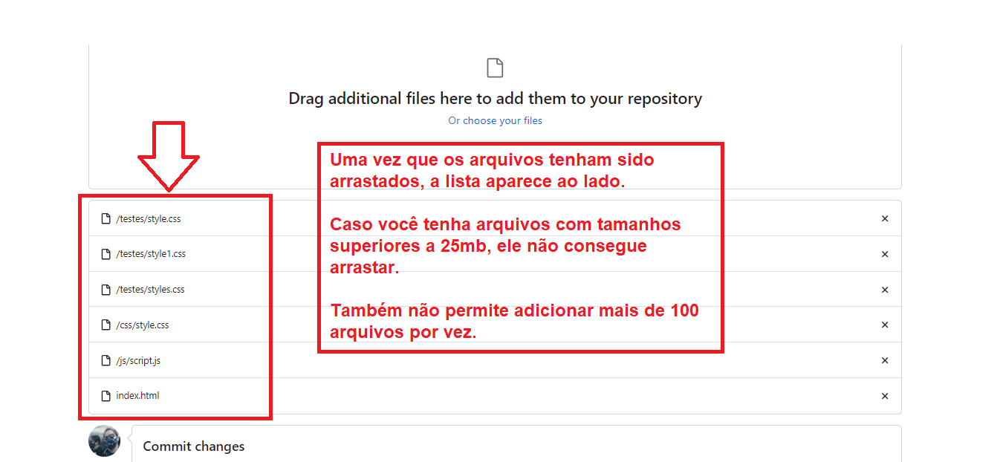 Drag additional files here to add them to your repository
Or choose your files
Uma vez que os arquivos tenham sido
arrastados, a lista aparece ao lado.
Caso você tenha arquivos com tamanhos
superiores a 25mb, ele não consegue
arrastar.
Também não permite adicionar mais de 100
arquivos por vez.
/testes/style.css
/testes/style1.css
/testes/styles.css
/css/style.css
/js/script.js
index.html
Commit changes